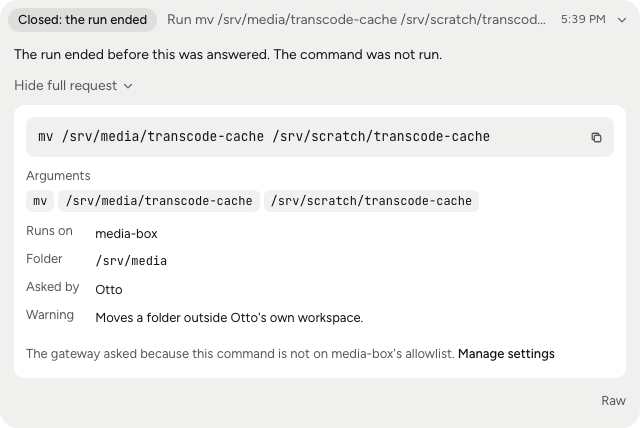 Closed: the run ended Run mv /srv/media/transcode-cache /srv/scratch/transcod... 5:39 PM
The run ended before this was answered. The command was not run.
Hide full request
mv /srv/media/transcode-cache /srv/scratch/transcode-cache
Arguments
mv /srv/media/transcode-cache /srv/scratch/transcode-cache
Runs on media-box
Folder /srv/media
Asked by Otto
Warning Moves a folder outside Otto's own workspace.
The gateway asked because this command is not on media-box's allowlist. Manage settings
Raw